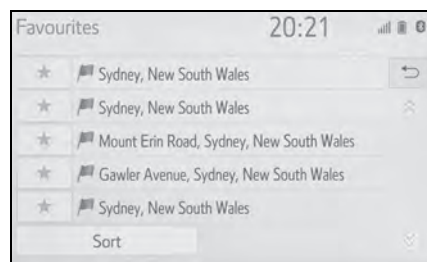 Favourites 20:21
Sydney, New South Wales
Sydney, New South Wales
Mount Erin Road, Sydney, New South Wales
Gawler Avenue, Sydney, New South Wales
Sydney, New South Wales
Sort